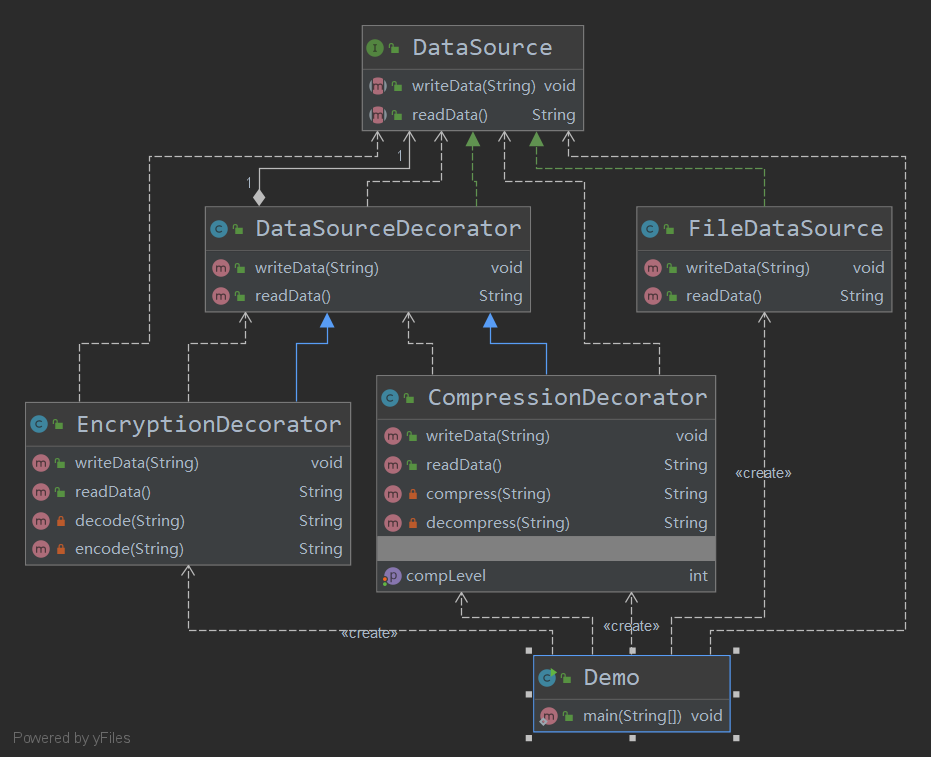 I DataSource
m writeData(String) void
m readData() String
1
1
C DataSourceDecorator
m writeData(String) void
m readData() String
C FileDataSource
m writeData(String) void
m readData() String
C EncryptionDecorator
m writeData(String) void
m readData() String
m decode(String) String
m encode(String) String
C CompressionDecorator
m writeData(String) void
m readData() String
m compress(String) String
m decompress(String) String
p compLevel int
«create»
«create»
«create»
C Demo
m main(String[]) void
Powered by yFiles